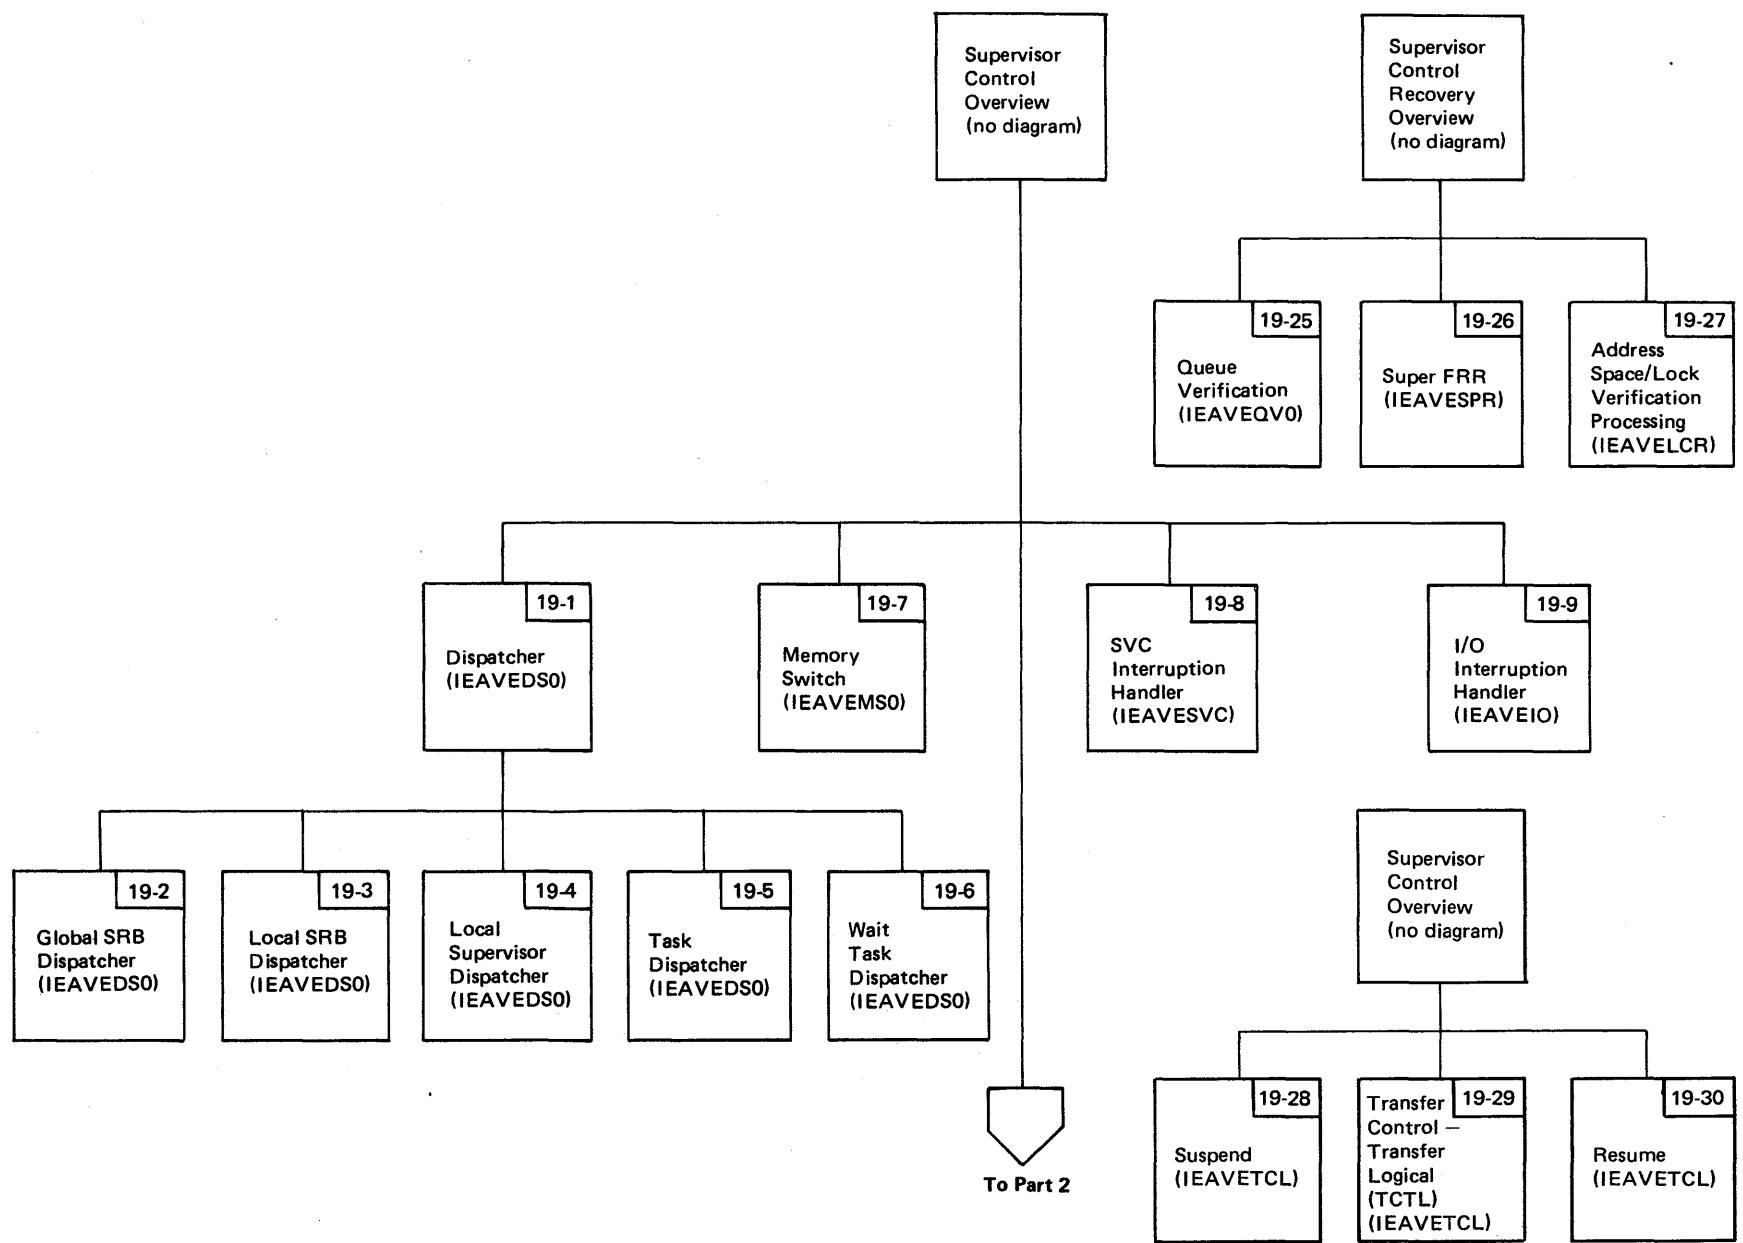 Supervisor
Control
Overview
(no diagram)
Supervisor
Control
Recovery
Overview
(no diagram)
19-25
Queue
Verification
(IEAVEQV0)
19-26
Super FRR
(IEAVESPR)
19-27
Address
Space/Lock
Verification
Processing
(IEAVELCR)
19-1
Dispatcher
(IEAVEDS0)
19-7
Memory
Switch
(IEAVEMS0)
19-8
SVC
Interruption
Handler
(IEAVESVC)
19-9
I/O
Interruption
Handler
(IEAVEIO)
19-2
Global SRB
Dispatcher
(IEAVEDS0)
19-3
Local SRB
Dispatcher
(IEAVEDS0)
19-4
Local
Supervisor
Dispatcher
(IEAVEDS0)
19-5
Task
Dispatcher
(IEAVEDS0)
19-6
Wait
Task
Dispatcher
(IEAVEDS0)
Supervisor
Control
Overview
(no diagram)
To Part 2
19-28
Suspend
(IEAVETCL)
19-29
Transfer
Control —
Transfer
Logical
(TCTL)
(IEAVETCL)
19-30
Resume
(IEAVETCL)